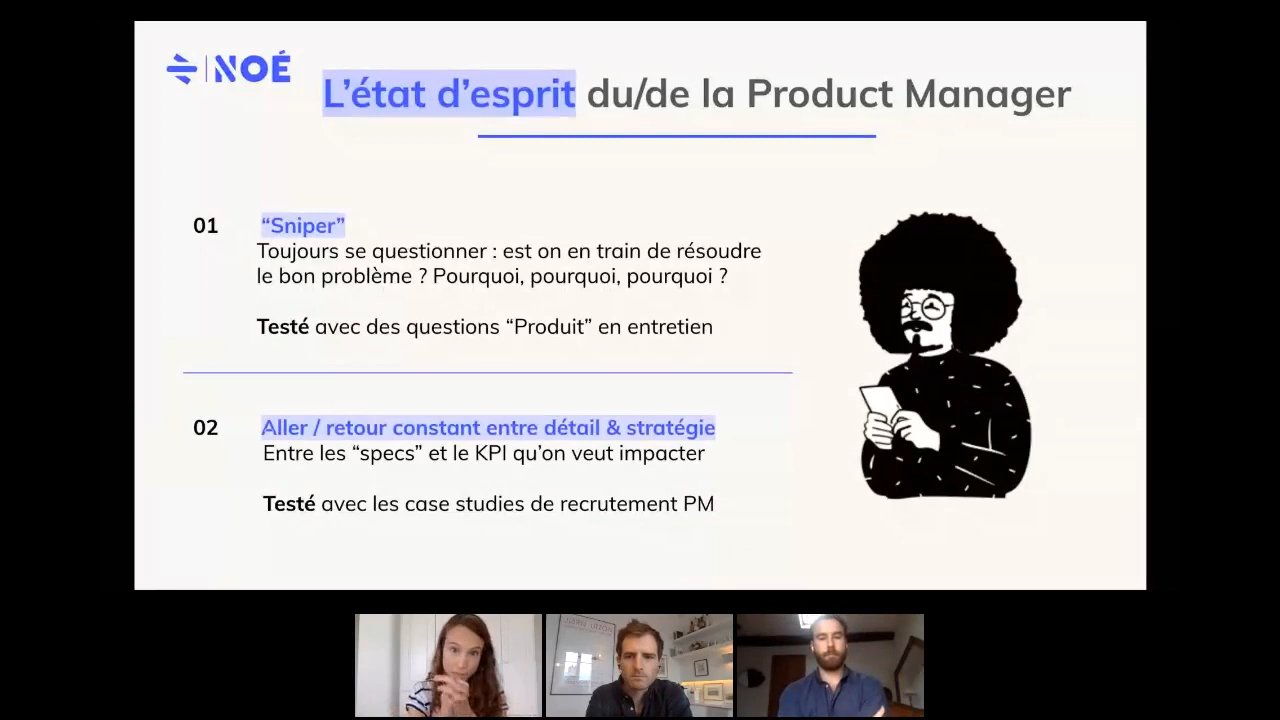 NOÉ
L’état d’esprit du/de la Product Manager
01 “Sniper”
Toujours se questionner : est on en train de résoudre
le bon problème ? Pourquoi, pourquoi, pourquoi ?
Testé avec des questions “Produit” en entretien
02 Aller / retour constant entre détail & stratégie
Entre les “specs” et le KPI qu’on veut impacter
Testé avec les case studies de recrutement PM